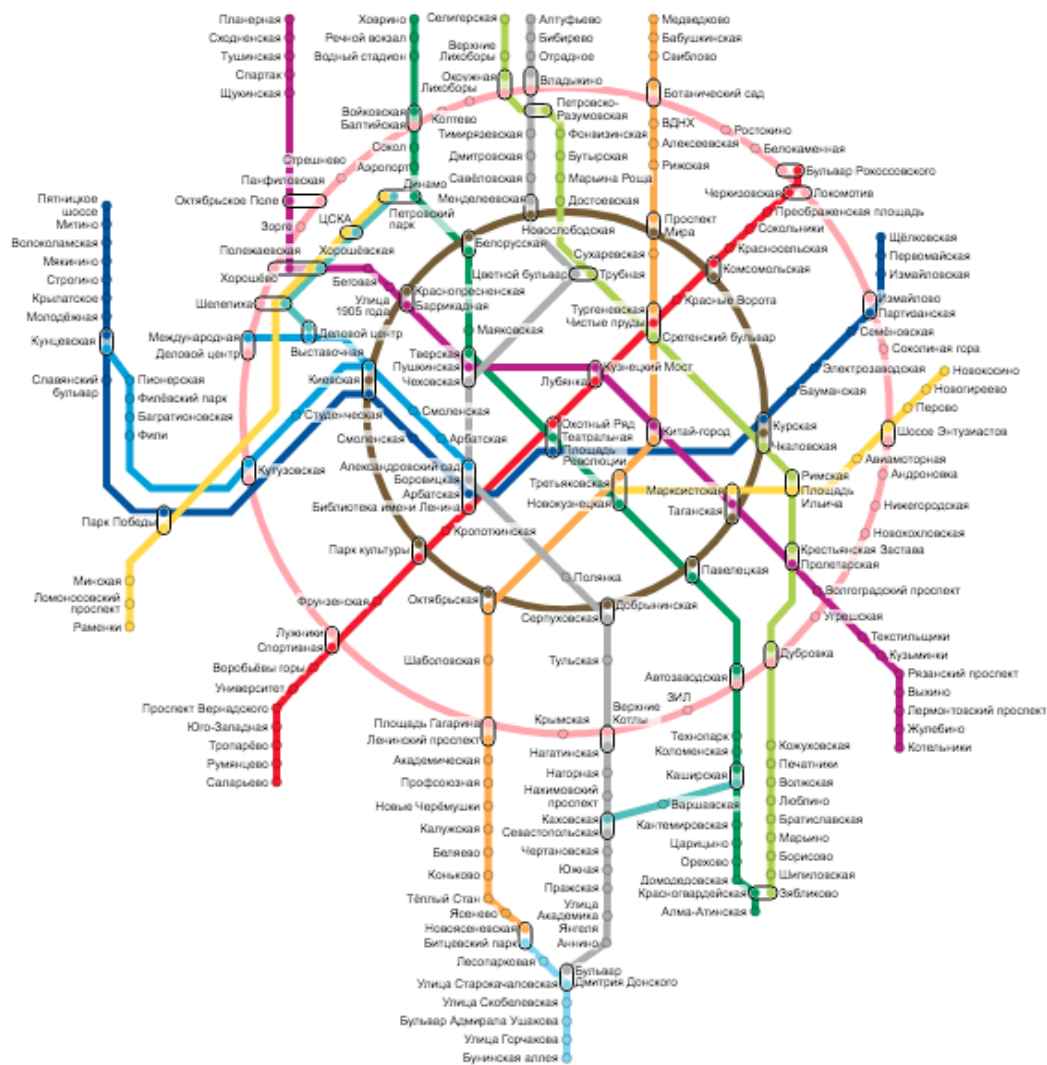 Планерная
Сходненская
Тушинская
Спартак
Щукинская
Ховрино
Речной вокзал
Водный стадион
Войковская
Балтийская
Сокол
Аэропорт
Селигерская
Верхние
Лихоборы
Окружная
Лихоборы
Коптево
Алтуфьево
Бибирево
Отрадное
Владыкино
Петровско-
Разумовская
Тимирязевская
Дмитровская
Савёловская
Менделеевская
Фонвизинская
Бутырская
Марьина Роща
Достоевская
Медведково
Бабушкинская
Свиблово
Ботанический сад
ВДНХ
Алексеевская
Рижская
Проспект
Мира
Ростокино
Белокаменная
Бульвар Рокоссовского
Черкизовская
Локомотив
Преображенская площадь
Сокольники
Красносельская
Комсомольская
Красные Ворота
Стрешнево
Панфиловская
Октябрьское Поле
Зорге
ЦСКА
Динамо
Петровский
парк
Полежаевская
Хорошёвская
Хорошёво
Беговая
Улица
1905 года
Шелепиха
Белорусская
Краснопресненская
Баррикадная
Новослободская
Цветной бульвар
Трубная
Сухаревская
Тургеневская
Чистые пруды
Сретенский бульвар
Маяковская
Тверская
Пушкинская
Чеховская
Кузнецкий Мост
Лубянка
Международная
Деловой центр
Деловой центр
Выставочная
Киевская
Студенческая
Кутузовская
Смоленская
Смоленская
Арбатская
Александровский сад
Боровицкая
Арбатская
Библиотека имени Ленина
Охотный Ряд
Театральная
Площадь
Революции
Китай-город
Третьяковская
Новокузнецкая
Марксистская
Таганская
Пятницкое
шоссе
Митино
Волоколамская
Мякинино
Строгино
Крылатское
Молодёжная
Кунцевская
Славянский
бульвар
Пионерская
Филёвский парк
Багратионовская
Фили
Парк Победы
Минская
Ломоносовский
проспект
Раменки
Щёлковская
Первомайская
Измайловская
Измайлово
Партизанская
Семёновская
Соколиная гора
Электрозаводская
Бауманская
Курская
Чкаловская
Новокосино
Новогиреево
Перово
Шоссе Энтузиастов
Авиамоторная
Андроновка
Римская
Площадь
Ильича
Нижегородская
Новохохловская
Крестьянская Застава
Пролетарская
Волгоградский проспект
Угрешская
Текстильщики
Кузьминки
Рязанский проспект
Выхино
Лермонтовский проспект
Жулебино
Котельники
Кропоткинская
Парк культуры
Фрунзенская
Лужники
Спортивная
Воробьёвы горы
Университет
Проспект Вернадского
Юго-Западная
Тропарёво
Румянцево
Саларьево
Октябрьская
Шаболовская
Площадь Гагарина
Ленинский проспект
Академическая
Профсоюзная
Новые Черёмушки
Калужская
Беляево
Коньково
Тёплый Стан
Ясенево
Новоясеневская
Битцевский парк
Лесопарковая
Улица Старокачаловская
Улица Скобелевская
Бульвар Адмирала Ушакова
Улица Горчакова
Бунинская аллея
Полянка
Добрынинская
Серпуховская
Тульская
Крымская
Верхние
Котлы
Нагатинская
Нагорная
Нахимовский
проспект
Каховская
Севастопольская
Чертановская
Южная
Пражская
Улица
Академика
Янгеля
Аннино
Бульвар
Дмитрия Донского
Павелецкая
Автозаводская
ЗИЛ
Технопарк
Коломенская
Каширская
Варшавская
Кантемировская
Царицыно
Орехово
Домодедовская
Красногвардейская
Алма-Атинская
Дубровка
Кожуховская
Печатники
Волжская
Люблино
Братиславская
Марьино
Борисово
Шипиловская
Зябликово